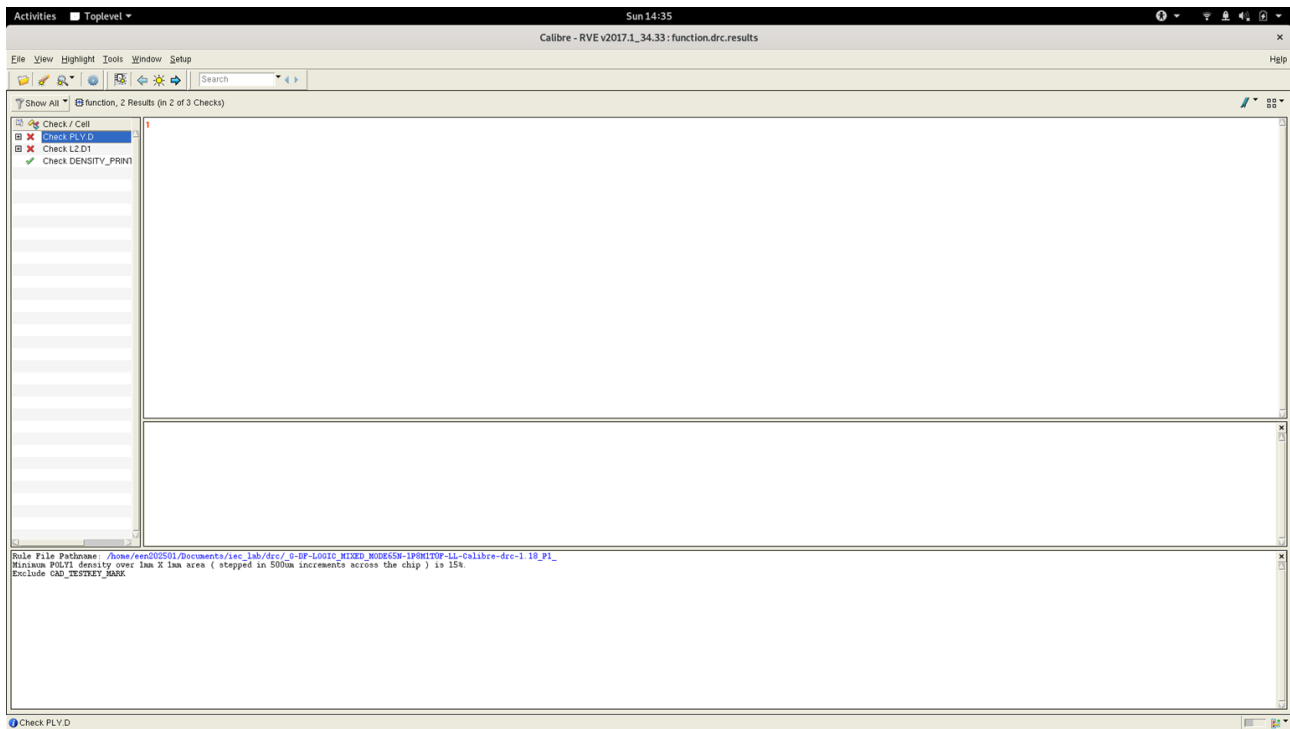 Activities Toplevel Sun 14:35
Calibre - RVE v2017.1_34.33 : function.drc.results ×
File View Highlight Tools Window Setup Help
Search
Show All function, 2 Results (in 2 of 3 Checks)
Check / Cell
1
Check PLY.D
Check L2.D1
Check DENSITY_PRINT
Rule File Pathname: /home/een202501/Documents/iec_lab/drc/_G-DF-LOGIC_MIXED_MODE65N-1P8M1T0F-LL-Calibre-drc-1.18_P1_
Minimum POLY1 density over 1mm X 1mm area ( stepped in 500um increments across the chip ) is 15%.
Exclude CAD_TESTKEY_MARK
Check PLY.D